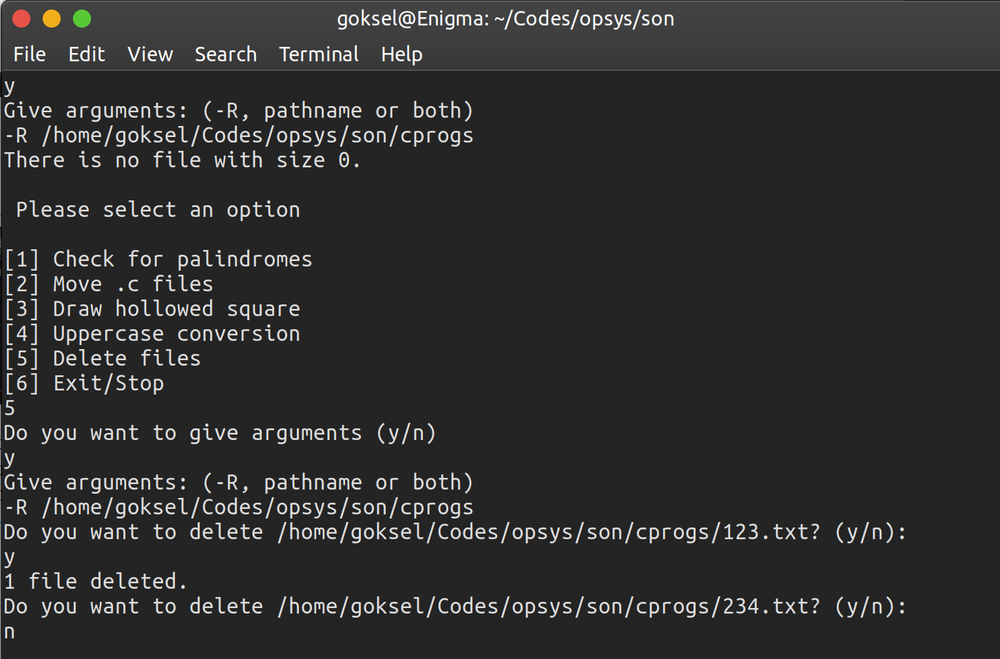 goksel@Enigma: ~/Codes/opsys/son
File Edit View Search Terminal Help
y
Give arguments: (-R, pathname or both)
-R /home/goksel/Codes/opsys/son/cprogs
There is no file with size 0.
Please select an option
[1] Check for palindromes
[2] Move .c files
[3] Draw hollowed square
[4] Uppercase conversion
[5] Delete files
[6] Exit/Stop
5
Do you want to give arguments (y/n)
y
Give arguments: (-R, pathname or both)
-R /home/goksel/Codes/opsys/son/cprogs
Do you want to delete /home/goksel/Codes/opsys/son/cprogs/123.txt? (y/n):
y
1 file deleted.
Do you want to delete /home/goksel/Codes/opsys/son/cprogs/234.txt? (y/n):
n